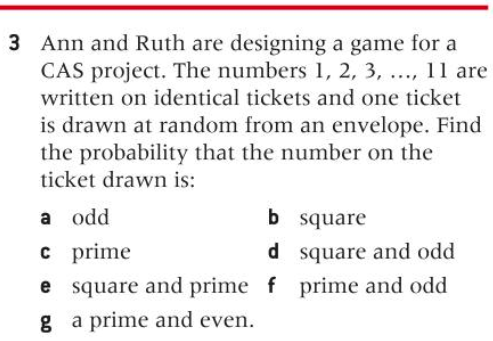 3 Ann and Ruth are designing a game for a
CAS project. The numbers 1, 2, 3, ..., 11 are
written on identical tickets and one ticket
is drawn at random from an envelope. Find
the probability that the number on the
ticket drawn is:
a odd b square
c prime d square and odd
e square and prime f prime and odd
g a prime and even.